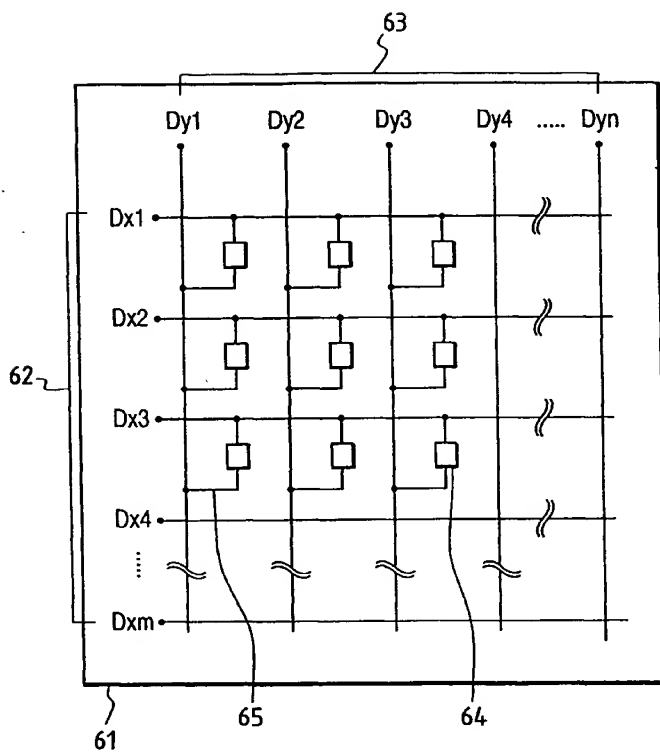 63
Dy1 Dy2 Dy3 Dy4 ..... Dyn
Dx1
Dx2
62
Dx3
Dx4
.....
Dxm
61
65
64